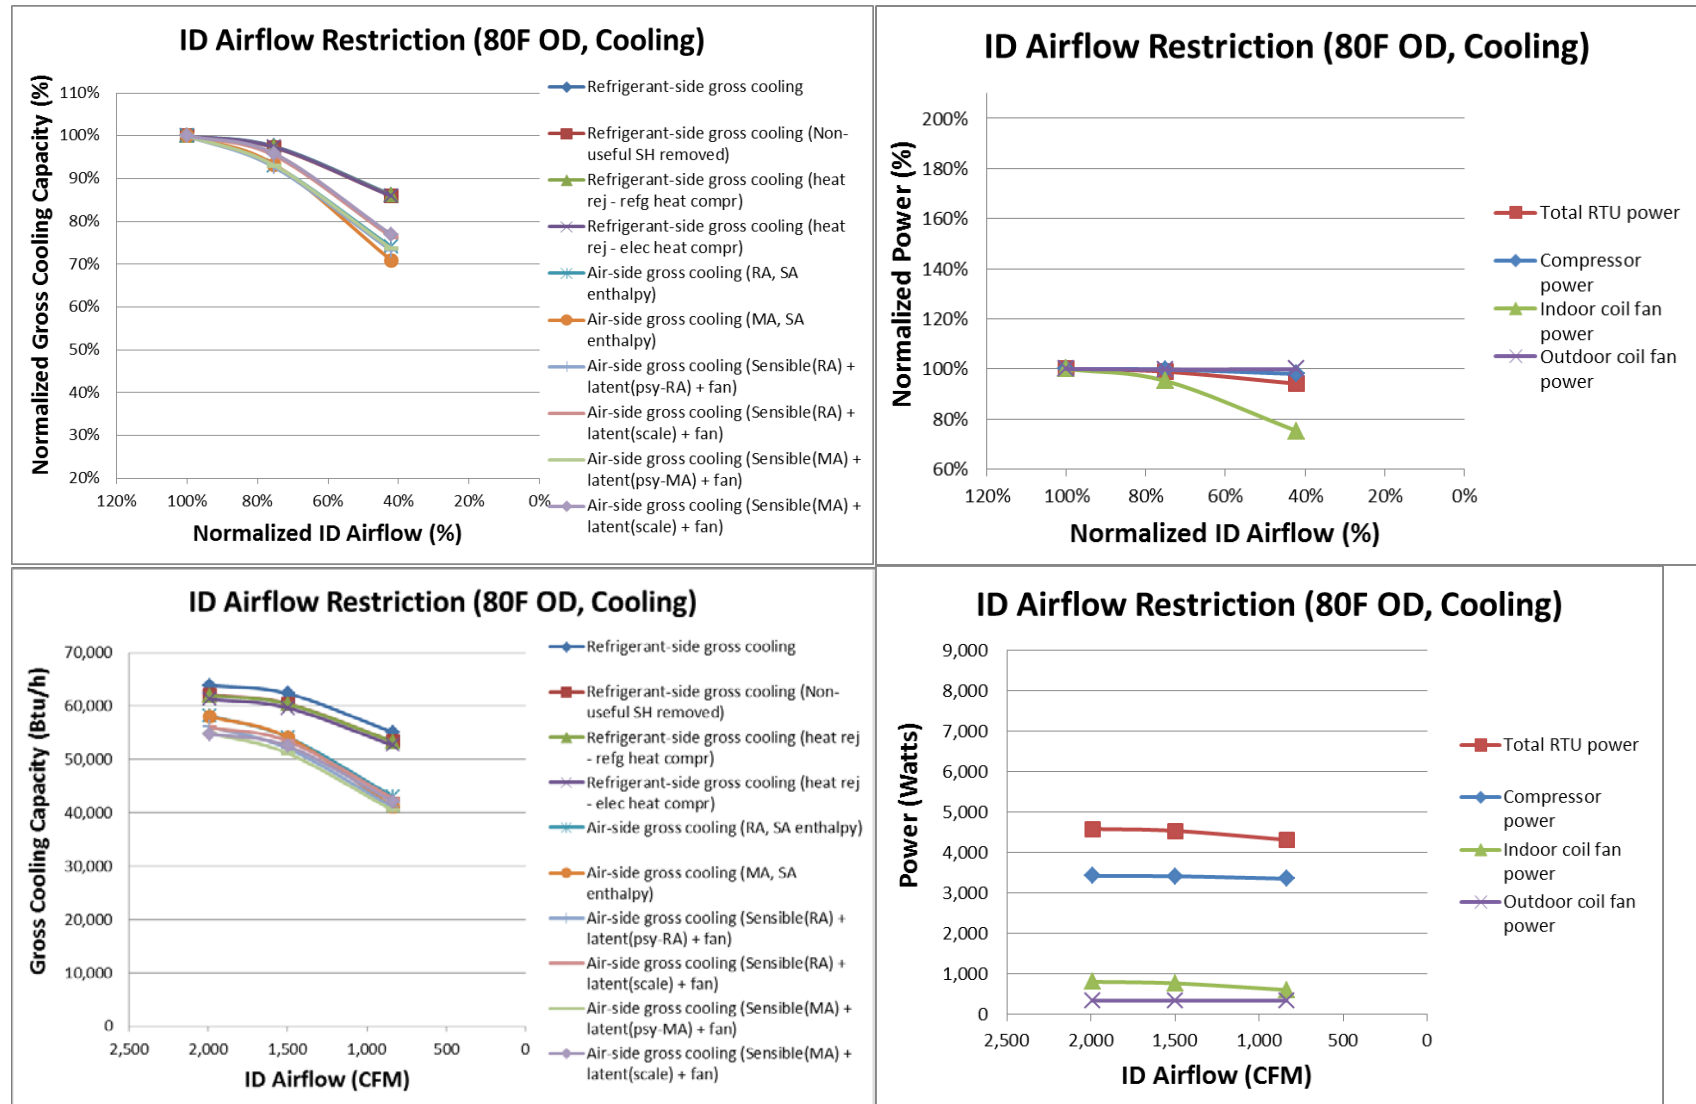 ID Airflow Restriction (80F OD, Cooling)
Normalized Gross Cooling Capacity (%)
110%
100%
90%
80%
70%
60%
50%
40%
30%
20%
120%
100%
80%
60%
40%
20%
0%
Normalized ID Airflow (%)
Refrigerant-side gross cooling
Refrigerant-side gross cooling (Non-
useful SH removed)
Refrigerant-side gross cooling (heat
rej - refg heat compr)
Refrigerant-side gross cooling (heat
rej - elec heat compr)
Air-side gross cooling (RA, SA
enthalpy)
Air-side gross cooling (MA, SA
enthalpy)
Air-side gross cooling (Sensible(RA) +
latent(psy-RA) + fan)
Air-side gross cooling (Sensible(RA) +
latent(scale) + fan)
Air-side gross cooling (Sensible(MA) +
latent(psy-MA) + fan)
Air-side gross cooling (Sensible(MA) +
latent(scale) + fan)
ID Airflow Restriction (80F OD, Cooling)
Normalized Power (%)
200%
180%
160%
140%
120%
100%
80%
60%
120%
100%
80%
60%
40%
20%
0%
Normalized ID Airflow (%)
Total RTU power
Compressor
power
Indoor coil fan
power
Outdoor coil fan
power
ID Airflow Restriction (80F OD, Cooling)
Gross Cooling Capacity (Btu/h)
70,000
60,000
50,000
40,000
30,000
20,000
10,000
0
2,500
2,000
1,500
1,000
500
0
ID Airflow (CFM)
Refrigerant-side gross cooling
Refrigerant-side gross cooling (Non-
useful SH removed)
Refrigerant-side gross cooling (heat rej
- refg heat compr)
Refrigerant-side gross cooling (heat rej
- elec heat compr)
Air-side gross cooling (RA, SA enthalpy)
Air-side gross cooling (MA, SA
enthalpy)
Air-side gross cooling (Sensible(RA) +
latent(psy-RA) + fan)
Air-side gross cooling (Sensible(RA) +
latent(scale) + fan)
Air-side gross cooling (Sensible(MA) +
latent(psy-MA) + fan)
Air-side gross cooling (Sensible(MA) +
latent(scale) + fan)
ID Airflow Restriction (80F OD, Cooling)
Power (Watts)
9,000
8,000
7,000
6,000
5,000
4,000
3,000
2,000
1,000
0
2,500
2,000
1,500
1,000
500
0
ID Airflow (CFM)
Total RTU power
Compressor
power
Indoor coil fan
power
Outdoor coil fan
power